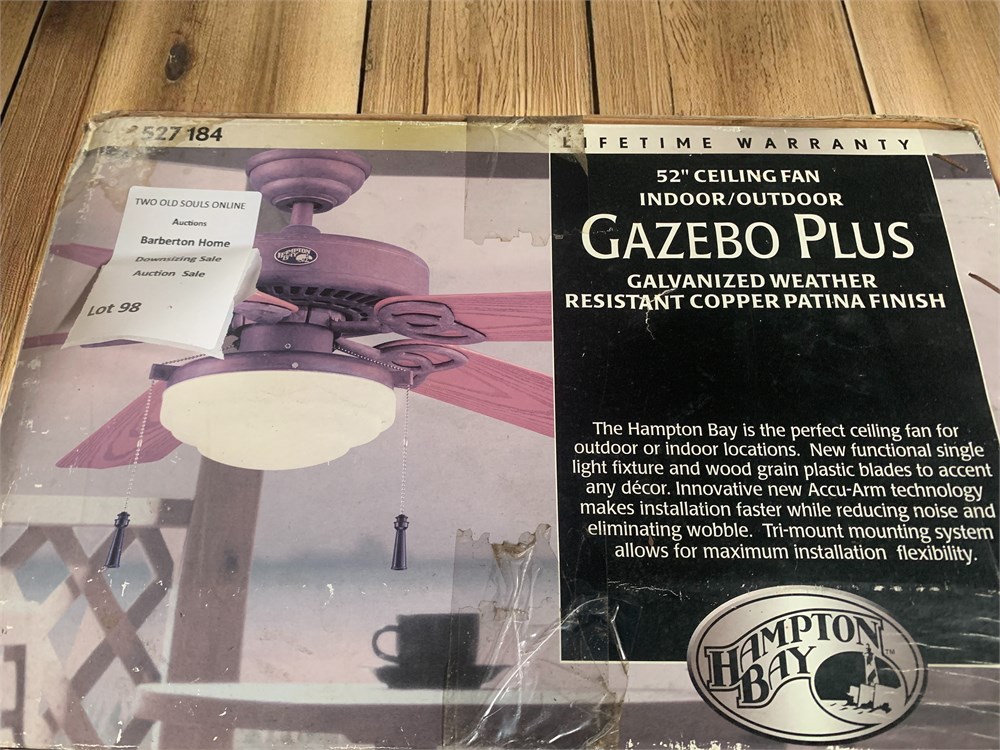 527 184
LIFETIME WARRANTY
TWO OLD SOULS ONLINE
Auctions
Barberton Home
Downsizing Sale
Auction Sale
Lot 98
HAMPTON
BAY
52" CEILING FAN
INDOOR/OUTDOOR
GAZEBO PLUS
GALVANIZED WEATHER
RESISTANT COPPER PATINA FINISH
The Hampton Bay is the perfect ceiling fan for
outdoor or indoor locations. New functional single
light fixture and wood grain plastic blades to accent
any décor. Innovative new Accu-Arm technology
makes installation faster while reducing noise and
eliminating wobble. Tri-mount mounting system
allows for maximum installation flexibility.
HAMPTON
BAY
TM